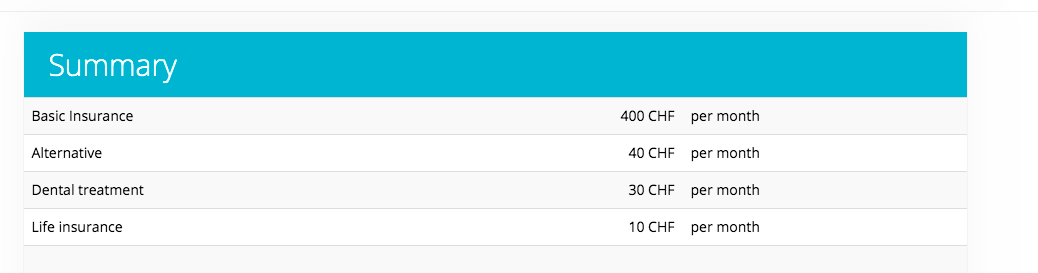 Summary
Basic Insurance 400 CHF per month
Alternative 40 CHF per month
Dental treatment 30 CHF per month
Life insurance 10 CHF per month